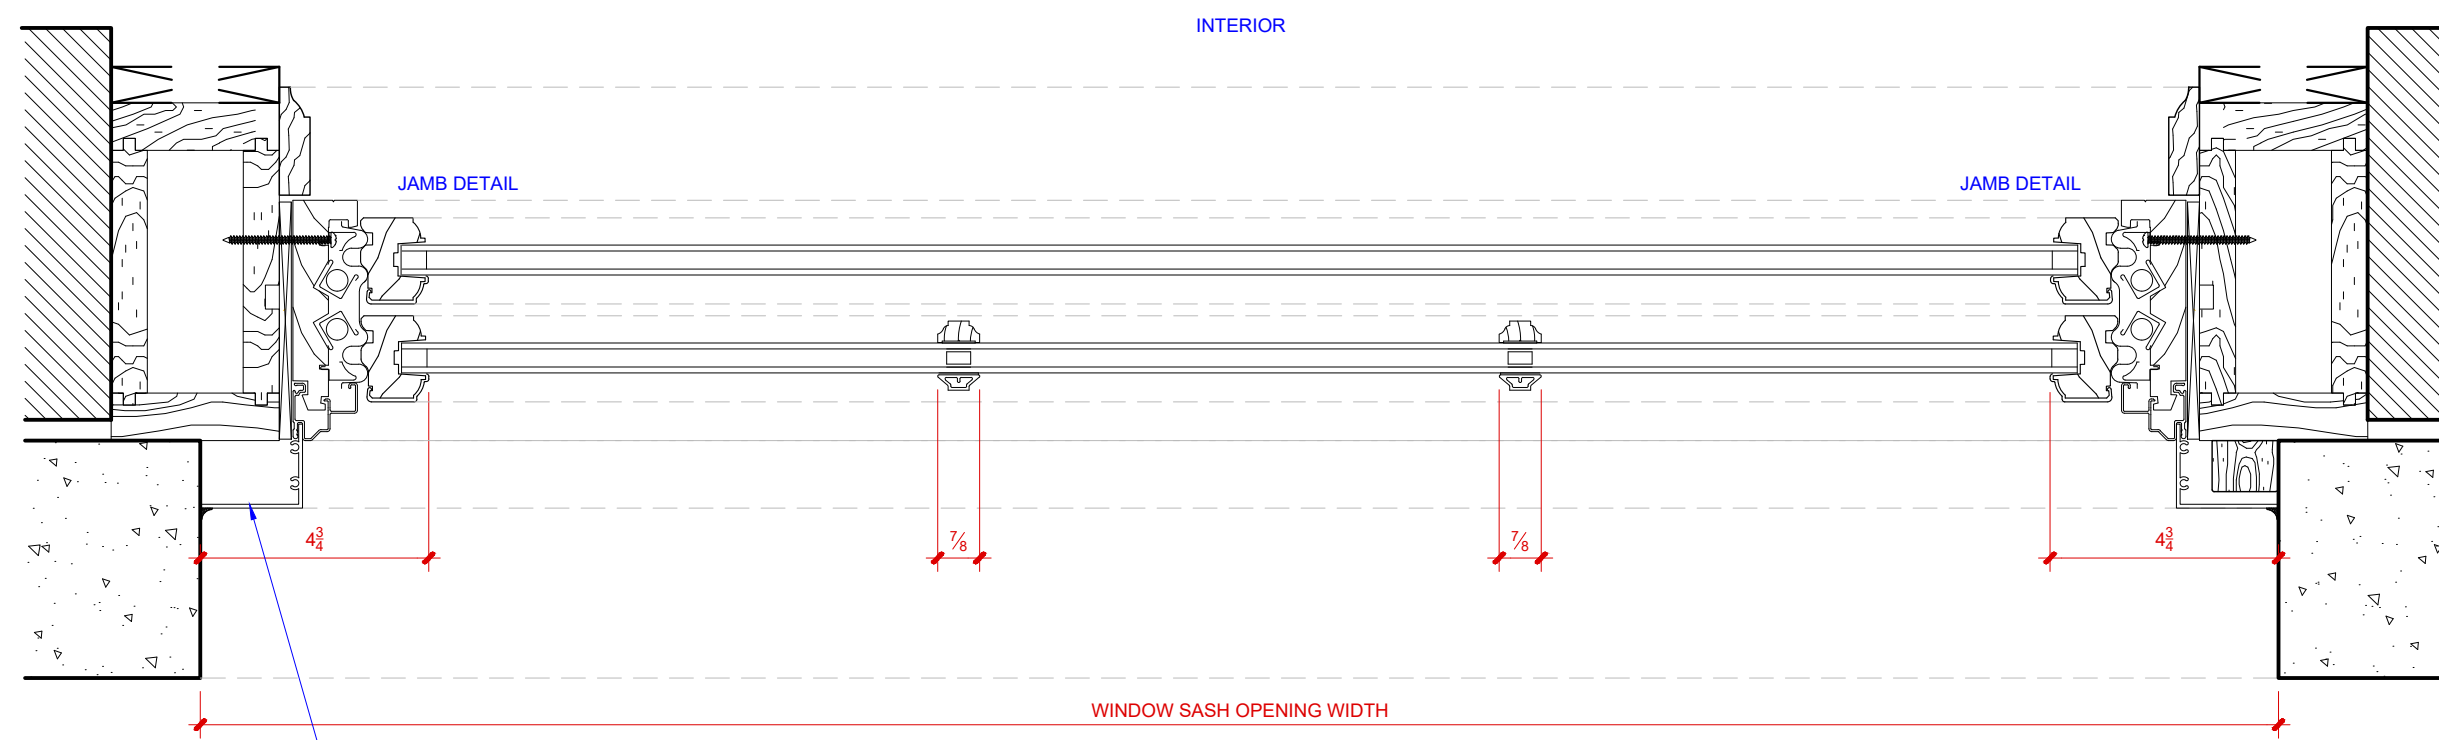 INTERIOR
JAMB DETAIL JAMB DETAIL
4¾ ⅞ ⅞ 4¾
WINDOW SASH OPENING WIDTH